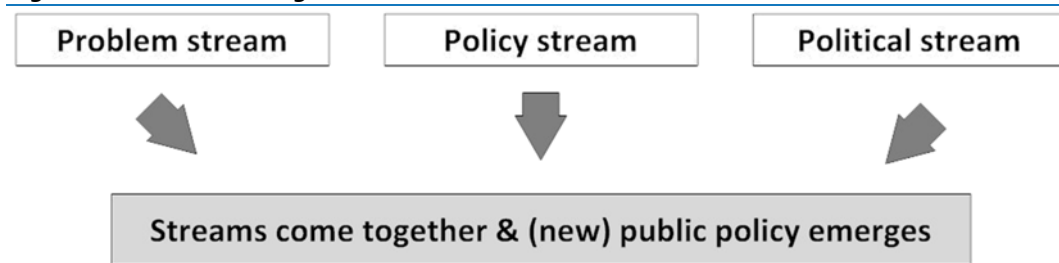 Problem stream
Policy stream
Political stream
Streams come together & (new) public policy emerges